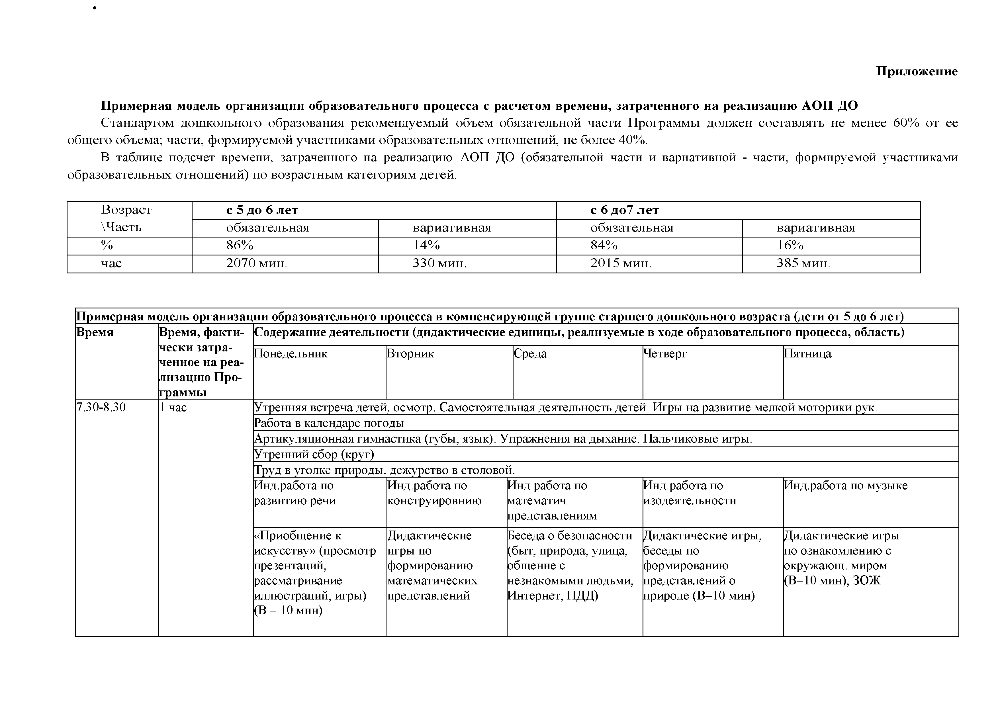 •
Приложение
Примерная модель организации образовательного процесса с расчетом времени, затраченного на реализацию АОП ДО
Стандартом дошкольного образования рекомендуемый объем обязательной части Программы должен составлять не менее 60% от ее
общего объема; части, формируемой участниками образовательных отношений, не более 40%.
В таблице подсчет времени, затраченного на реализацию АОП ДО (обязательной части и вариативной - части, формируемой участниками
образовательных отношений) по возрастным категориям детей.
Возраст
\Часть
с 5 до 6 лет
с 6 до7 лет
обязательная
вариативная
обязательная
вариативная
%
86%
14%
84%
16%
час
2070 мин.
330 мин.
2015 мин.
385 мин.
Примерная модель организации образовательного процесса в компенсирующей группе старшего дошкольного возраста (дети от 5 до 6 лет)
Время
Время, факти-
чески затра-
ченное на реа-
лизацию Про-
граммы
Содержание деятельности (дидактические единицы, реализуемые в ходе образовательного процесса, область)
Понедельник
Вторник
Среда
Четверг
Пятница
7.30-8.30
1 час
Утренняя встреча детей, осмотр. Самостоятельная деятельность детей. Игры на развитие мелкой моторики рук.
Работа в календаре погоды
Артикуляционная гимнастика (губы, язык). Упражнения на дыхание. Пальчиковые игры.
Утренний сбор (круг)
Труд в уголке природы, дежурство в столовой.
Инд.работа по
развитию речи
Инд.работа по
конструировнию
Инд.работа по
математич.
представлениям
Инд.работа по
изодеятельности
Инд.работа по музыке
«Приобщение к
искусству» (просмотр
презентаций,
рассматривание
иллюстраций, игры)
(В – 10 мин)
Дидактические
игры по
формированию
математических
представлений
Беседа о безопасности
(быт, природа, улица,
общение с
незнакомыми людьми,
Интернет, ПДД)
Дидактические игры,
беседы по
формированию
представлений о
природе (В–10 мин)
Дидактические игры
по ознакомлению с
окружающ. миром
(В–10 мин), ЗОЖ